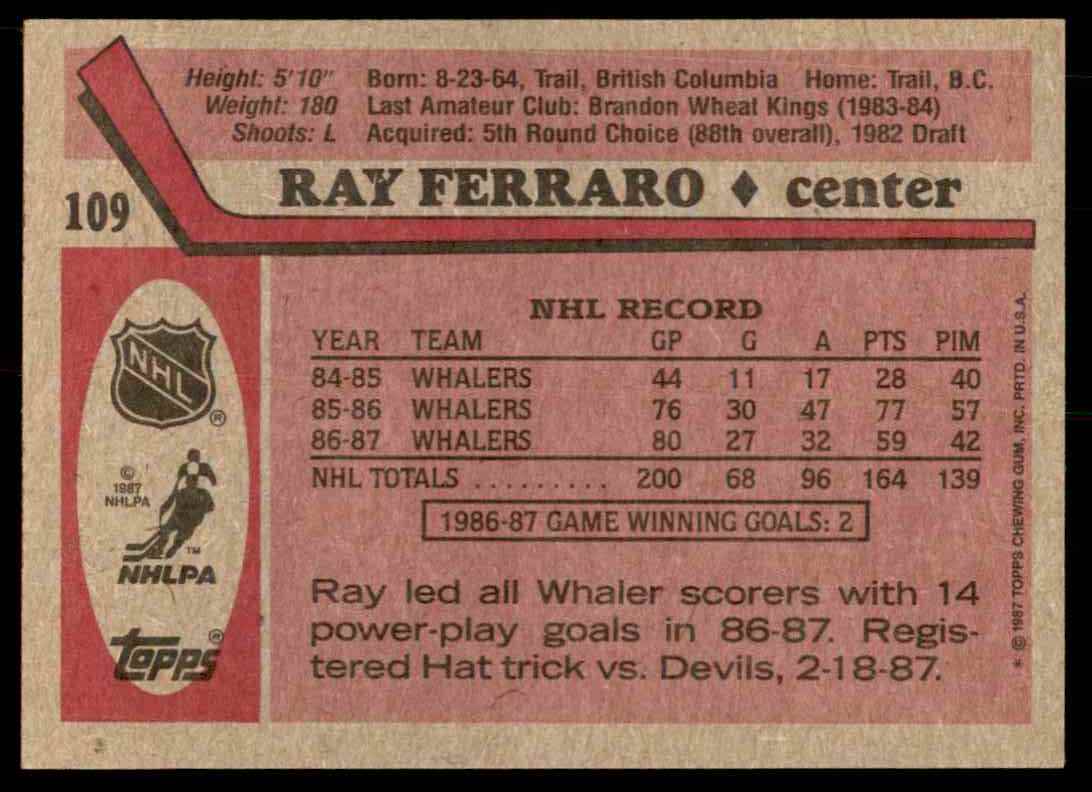 Height: 5'10" Born: 8-23-64, Trail, British Columbia Home: Trail, B.C.
Weight: 180 Last Amateur Club: Brandon Wheat Kings (1983-84)
Shoots: L Acquired: 5th Round Choice (88th overall), 1982 Draft
109
RAY FERRARO ♦ center
NHL
®
©
1987
NHLPA
TM
NHLPA
topps®
NHL RECORD
YEAR TEAM GP G A PTS PIM
84-85 WHALERS 44 11 17 28 40
85-86 WHALERS 76 30 47 77 57
86-87 WHALERS 80 27 32 59 42
NHL TOTALS ......... 200 68 96 164 139
1986-87 GAME WINNING GOALS: 2
Ray led all Whaler scorers with 14
power-play goals in 86-87. Regis-
tered Hat trick vs. Devils, 2-18-87.
* © 1987 TOPPS CHEWING GUM, INC. PRTD. IN U.S.A.